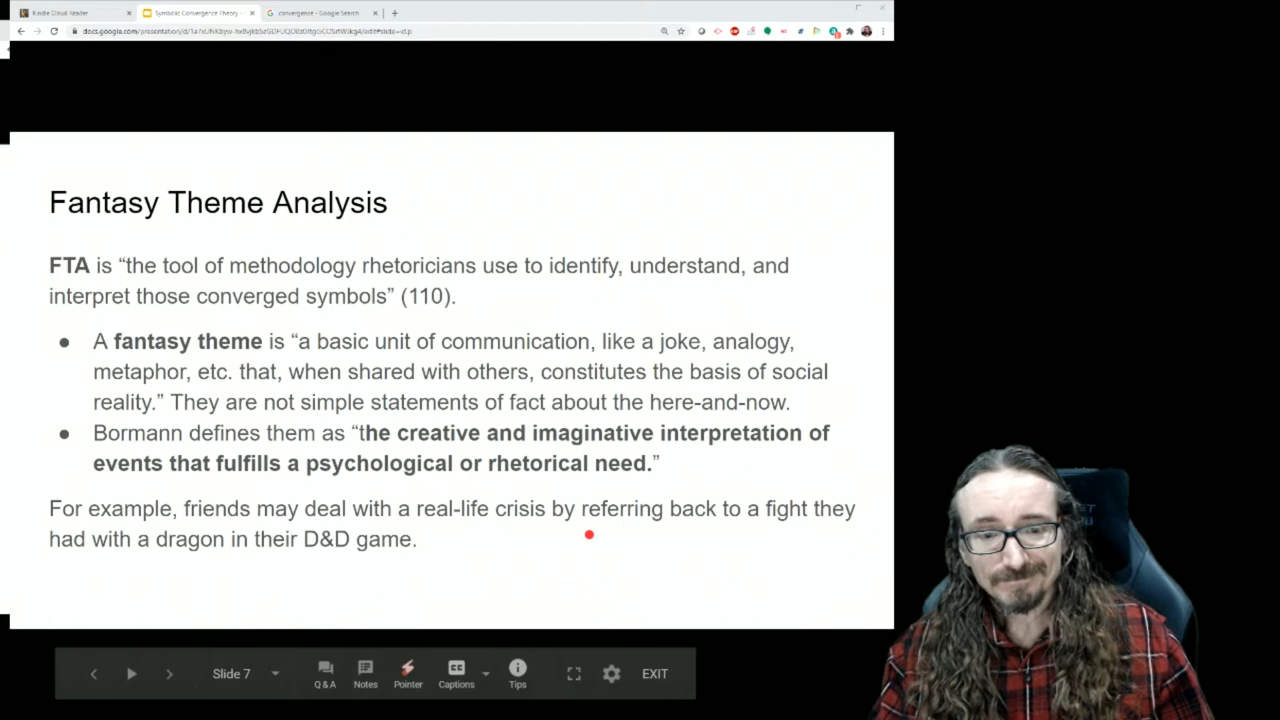 Kindle Cloud Reader
Symbolic Convergence Theory -
convergence - Google Search
Fantasy Theme Analysis
FTA is “the tool of methodology rhetoricians use to identify, understand, and
interpret those converged symbols” (110).
● A fantasy theme is “a basic unit of communication, like a joke, analogy,
metaphor, etc. that, when shared with others, constitutes the basis of social
reality.” They are not simple statements of fact about the here-and-now.
● Bormann defines them as “the creative and imaginative interpretation of
events that fulfills a psychological or rhetorical need.”
For example, friends may deal with a real-life crisis by referring back to a fight they
had with a dragon in their D&D game.
Slide 7
Q & A
Notes
Pointer
Captions
Tips
EXIT